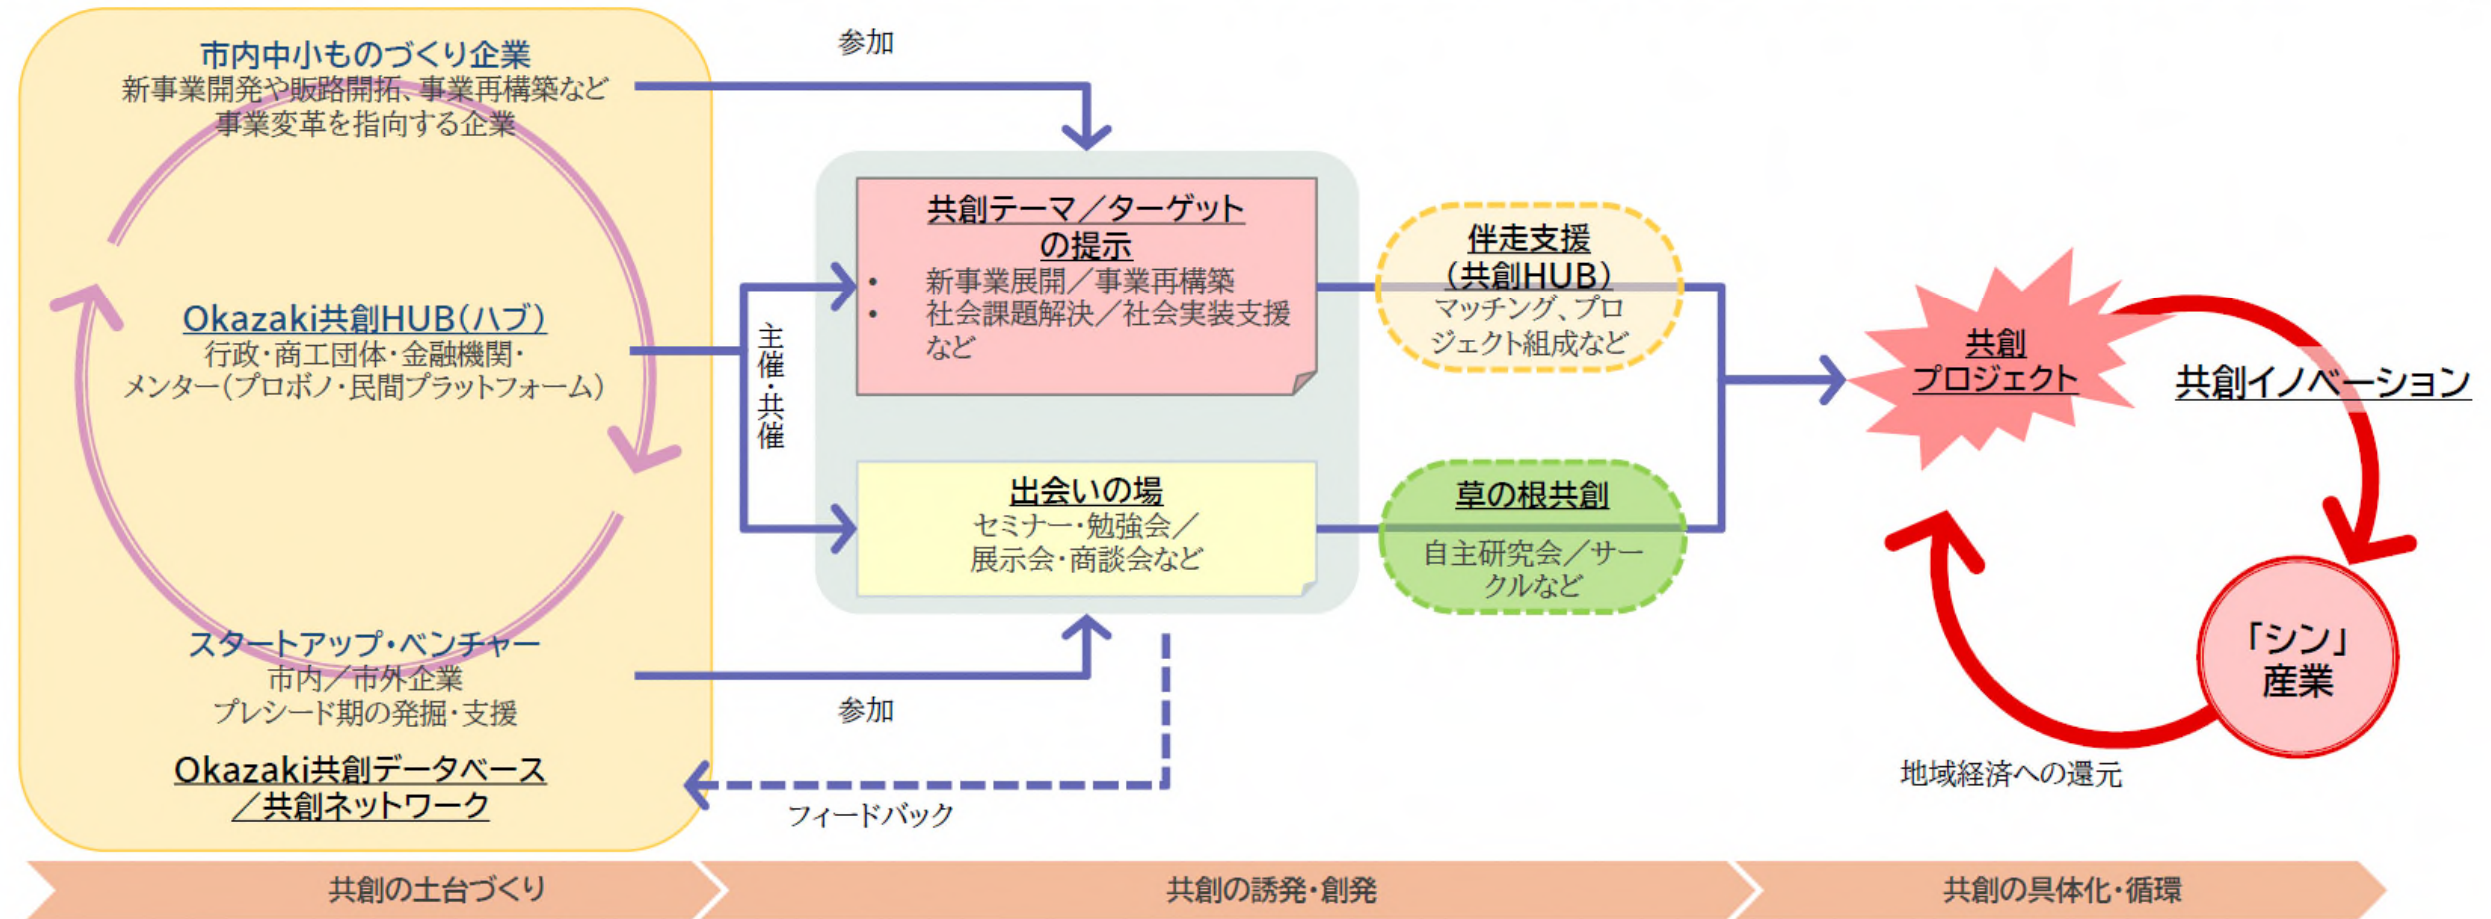 市内中小ものづくり企業
新事業開発や販路開拓、事業再構築など
事業変革を指向する企業
Okazaki共創HUB(ハブ)
行政・商工団体・金融機関・
メンター(プロボノ・民間プラットフォーム)
スタートアップ・ベンチャー
市内／市外企業
プレシード期の発掘・支援
Okazaki共創データベース
／共創ネットワーク
参加
主催・共催
参加
フィードバック
共創テーマ／ターゲット
の提示
• 新事業展開／事業再構築
• 社会課題解決／社会実装支援
など
出会いの場
セミナー・勉強会／
展示会・商談会など
伴走支援
(共創HUB)
マッチング、プロ
ジェクト組成など
草の根共創
自主研究会／サー
クルなど
共創
プロジェクト
共創イノベーション
「シン」
産業
地域経済への還元
共創の土台づくり
共創の誘発・創発
共創の具体化・循環